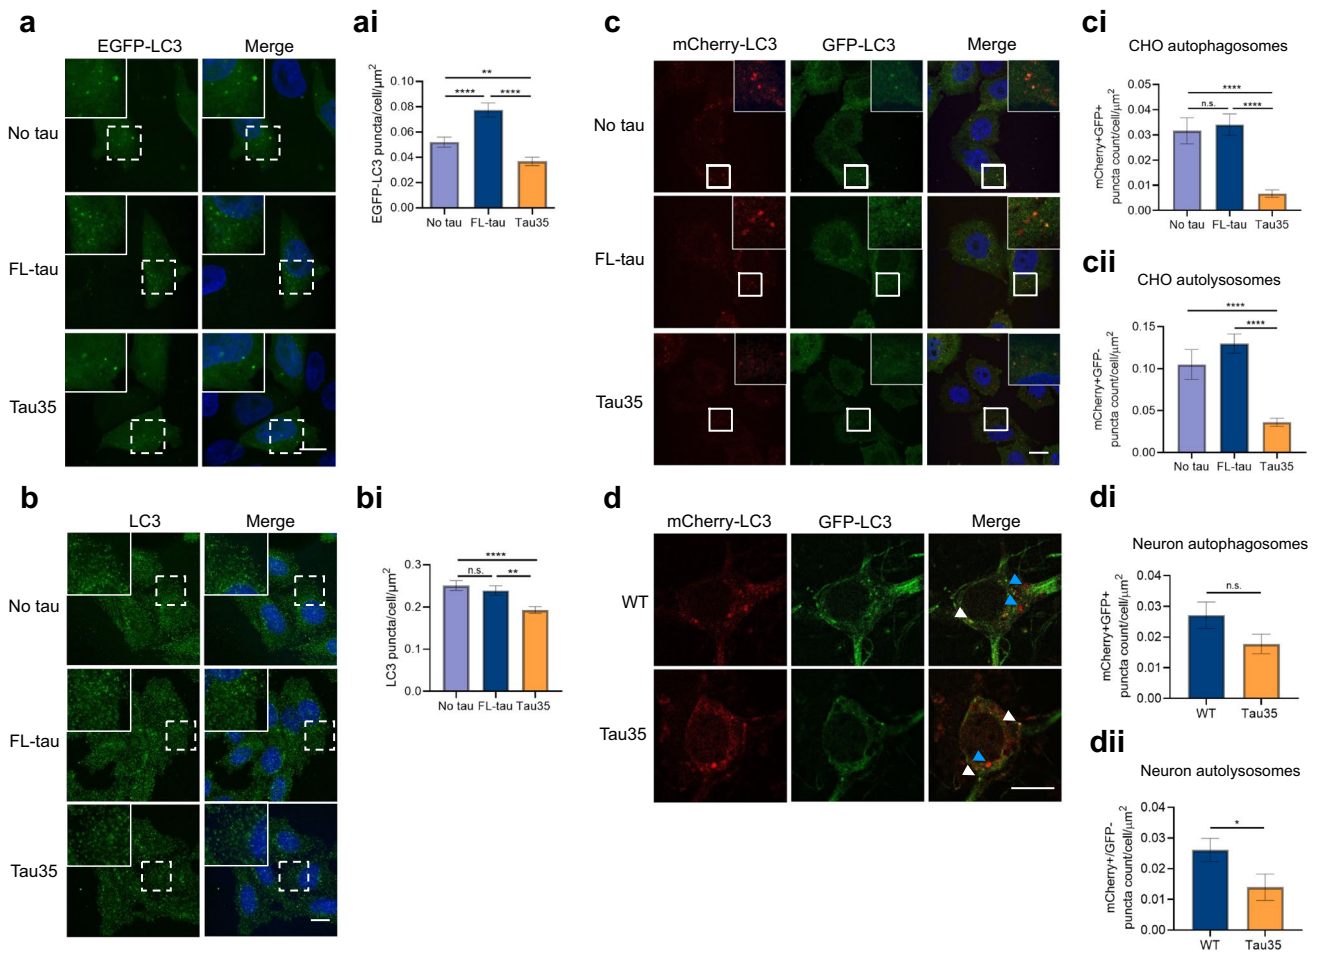 a
EGFP-LC3 Merge
No tau
FL-tau
Tau35
ai
EGFP-LC3 puncta/cell/μm²
0.10
0.08
0.06
0.04
0.02
0.00
**
**** ****
No tau FL-tau Tau35
b
LC3 Merge
No tau
FL-tau
Tau35
bi
LC3 puncta/cell/μm²
0.3
0.2
0.1
0.0
****
n.s. **
No tau FL-tau Tau35
c
mCherry-LC3 GFP-LC3 Merge
No tau
FL-tau
Tau35
ci
CHO autophagosomes
mCherry+GFP+
puncta count/cell/μm²
0.05
0.04
0.03
0.02
0.01
0.00
****
n.s. ****
No tau FL-tau Tau35
cii
CHO autolysosomes
mCherry+GFP-
puncta count/cell/μm²
0.15
0.10
0.05
0.00
****
****
No tau FL-tau Tau35
d
mCherry-LC3 GFP-LC3 Merge
WT
Tau35
di
Neuron autophagosomes
mCherry+GFP+
puncta count/cell/μm²
0.04
0.03
0.02
0.01
0.00
n.s.
WT Tau35
dii
Neuron autolysosomes
mCherry+/GFP-
puncta count/cell/μm²
0.04
0.03
0.02
0.01
0.00
*
WT Tau35